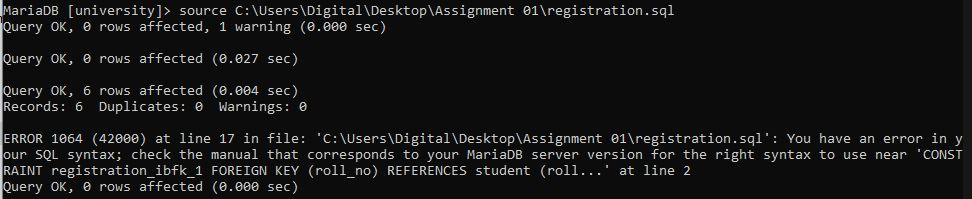 MariaDB [university]> source C:\Users\Digital\Desktop\Assignment 01\registration.sql
Query OK, 0 rows affected, 1 warning (0.000 sec)
Query OK, 0 rows affected (0.027 sec)
Query OK, 6 rows affected (0.004 sec)
Records: 6  Duplicates: 0  Warnings: 0
ERROR 1064 (42000) at line 17 in file: 'C:\Users\Digital\Desktop\Assignment 01\registration.sql': You have an error in y
our SQL syntax; check the manual that corresponds to your MariaDB server version for the right syntax to use near 'CONST
RAINT registration_ibfk_1 FOREIGN KEY (roll_no) REFERENCES student (roll...' at line 2
Query OK, 0 rows affected (0.000 sec)